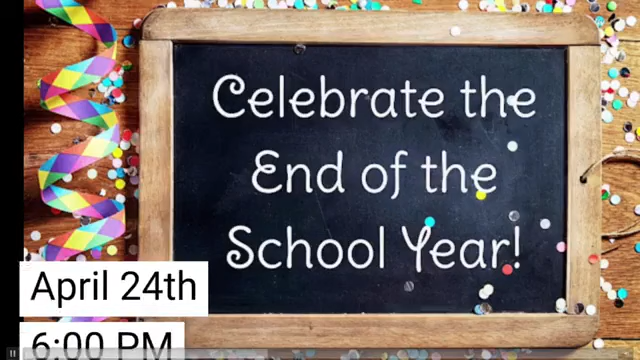 Celebrate the
End of the
School Year!
April 24th
6:00 PM